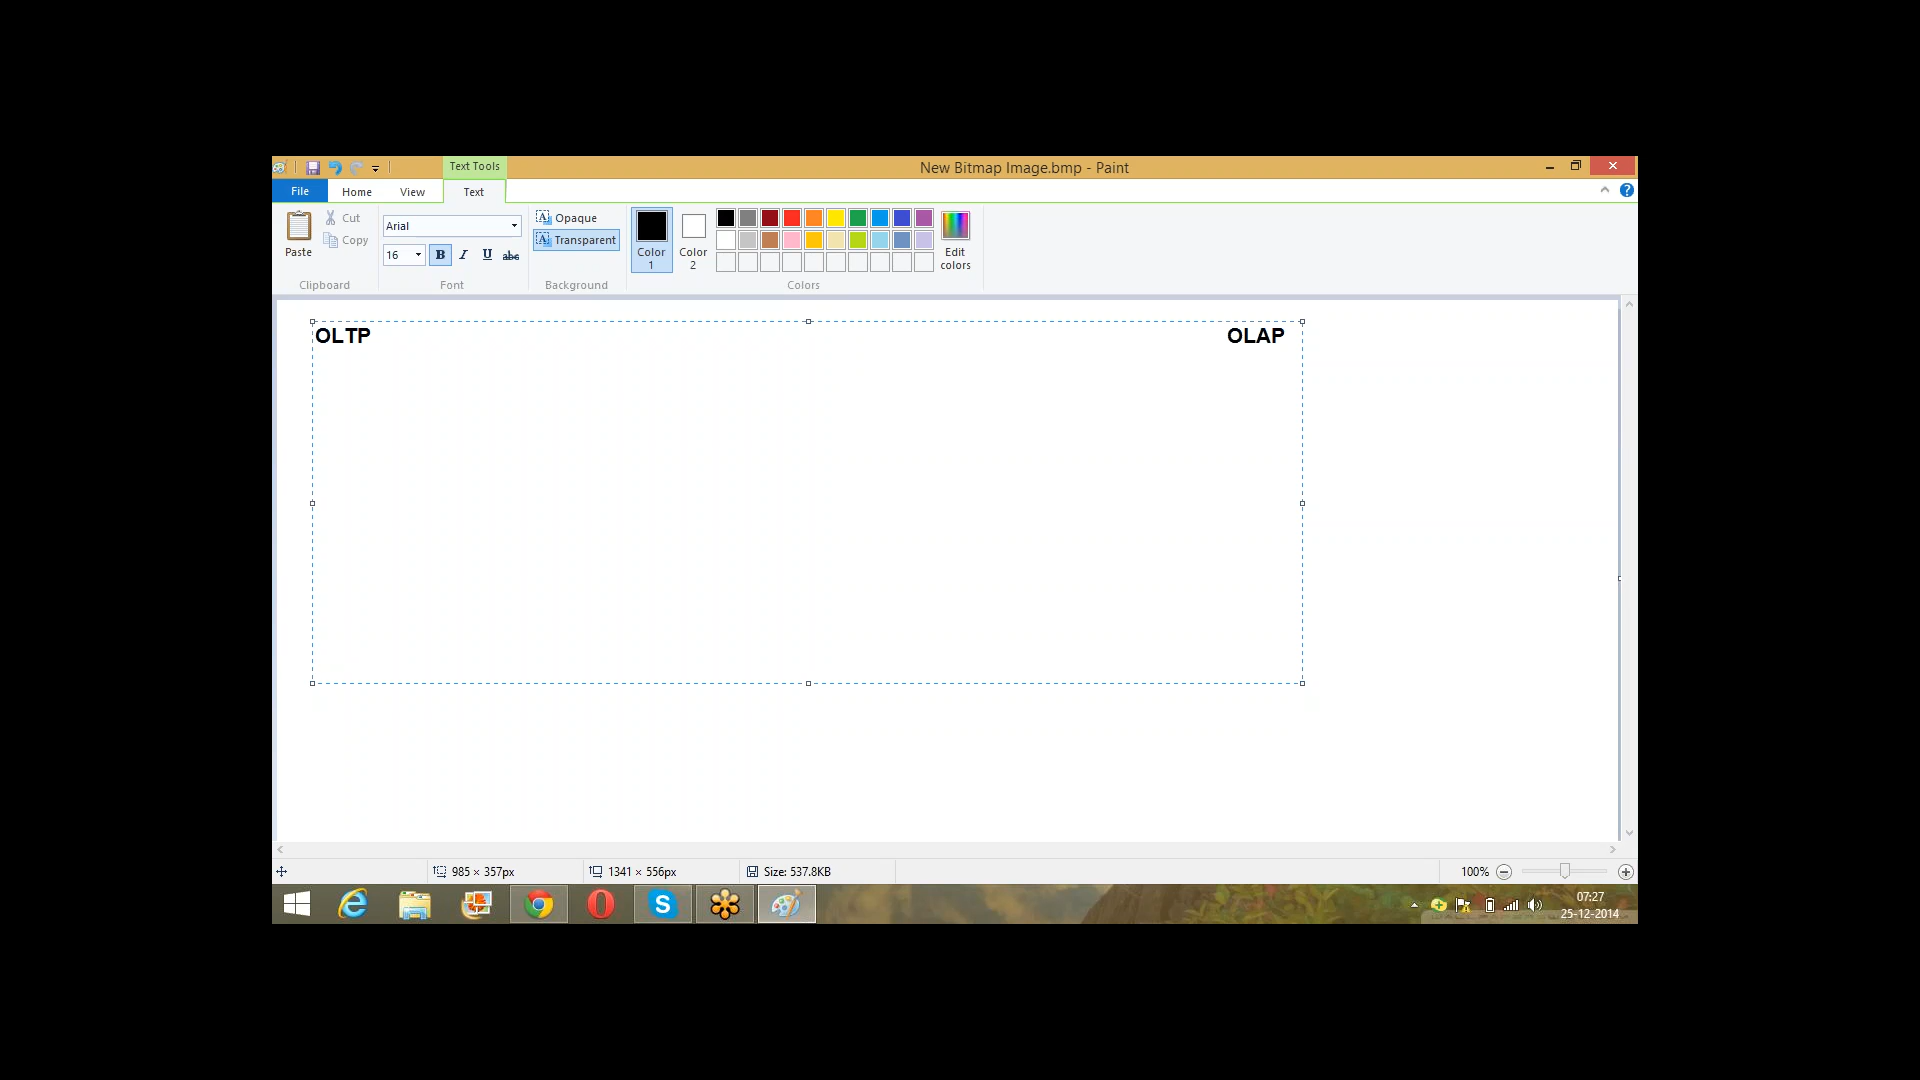 Text Tools
New Bitmap Image.bmp - Paint
File Home View Text
Paste
Cut
Copy
Clipboard
Arial
16 B I U abc
Font
Opaque
Transparent
Background
Color 1
Color 2
Edit colors
Colors
OLTP OLAP
985 × 357px 1341 × 556px Size: 537.8KB 100%
07:27
25-12-2014